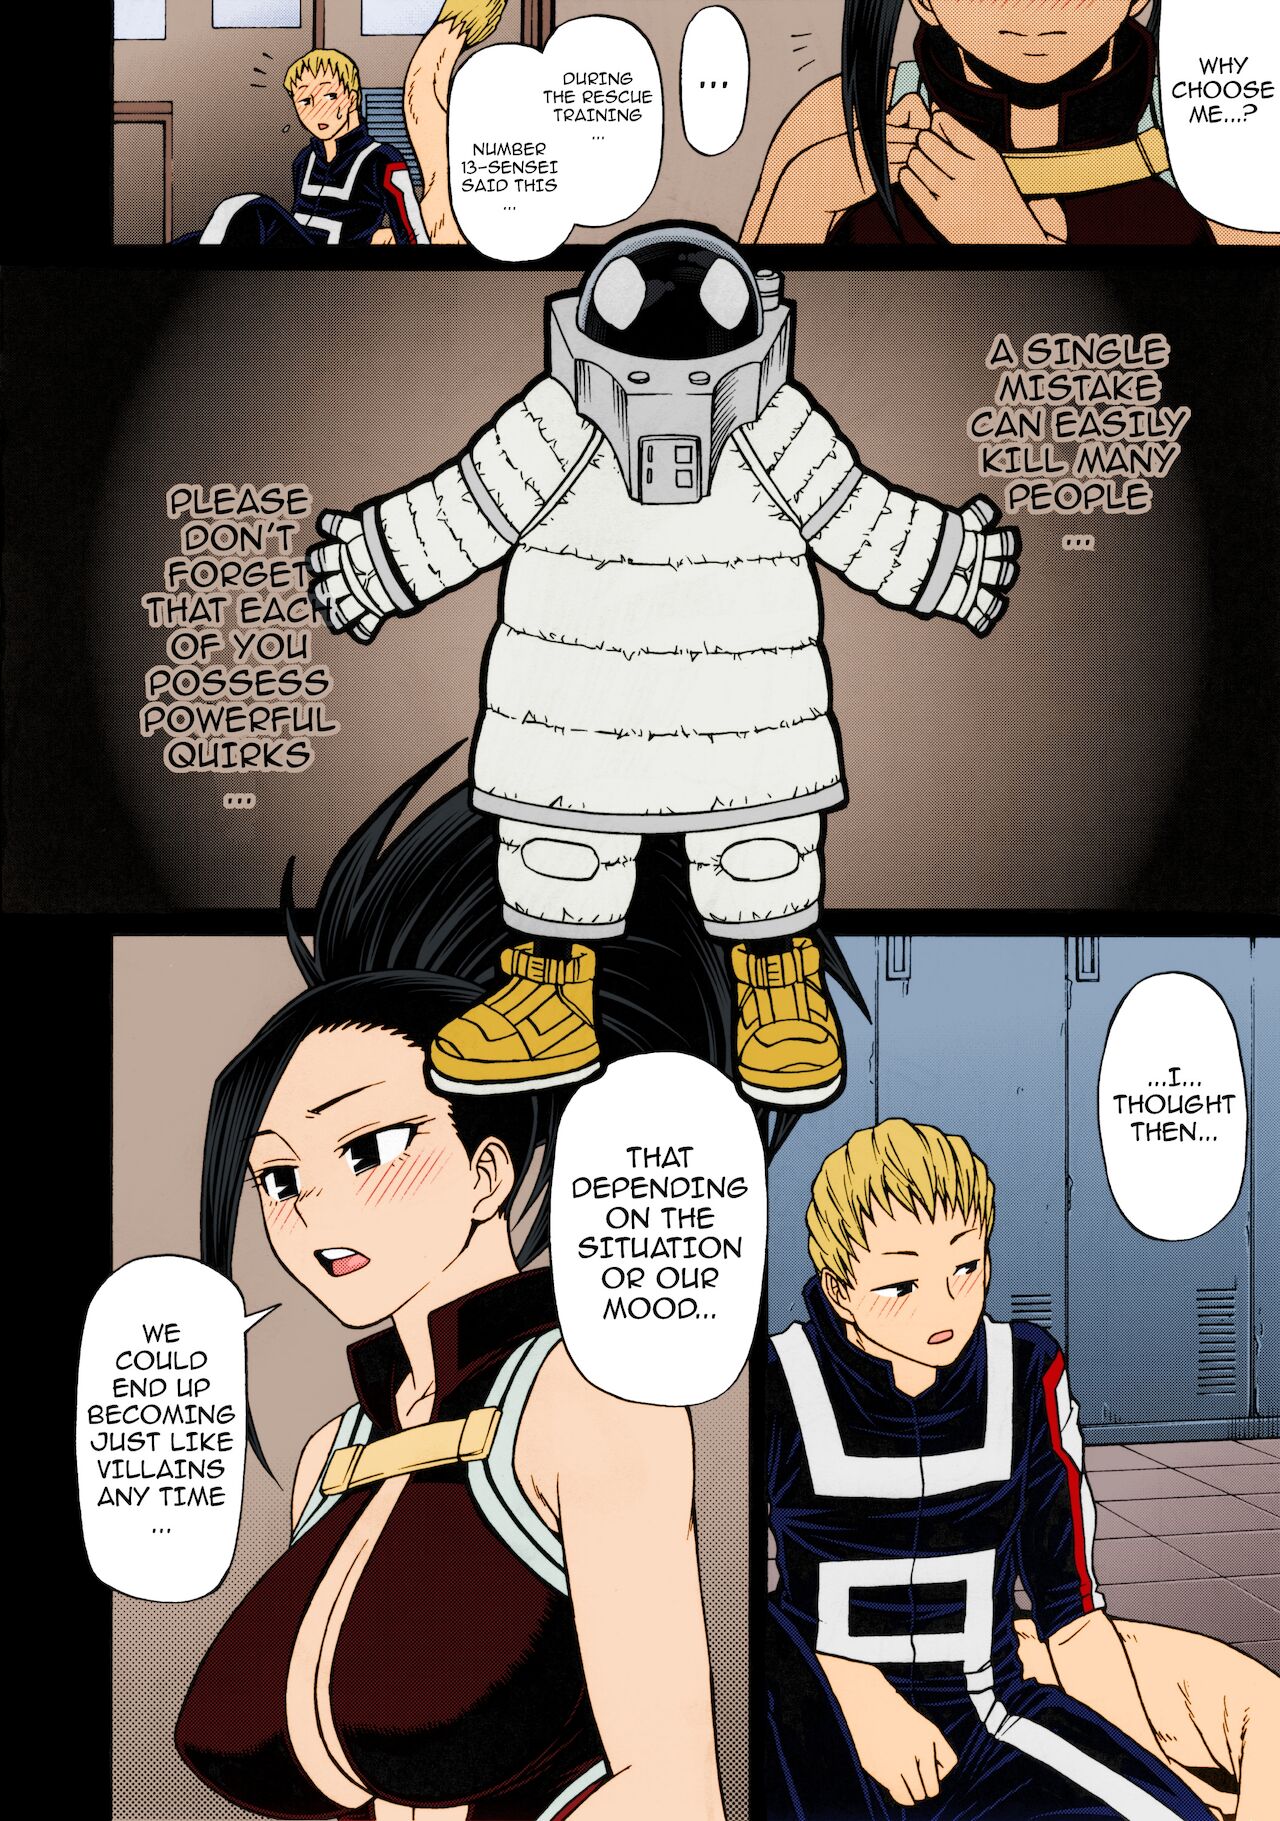 WHY
CHOOSE
ME...?
...
DURING
THE RESCUE
TRAINING
...
NUMBER
13-SENSEI
SAID THIS
...
A SINGLE
MISTAKE
CAN EASILY
KILL MANY
PEOPLE
...
PLEASE
DON'T
FORGET
THAT EACH
OF YOU
POSSESS
POWERFUL
QUIRKS
...
...I...
THOUGHT
THEN...
THAT
DEPENDING
ON THE
SITUATION
OR OUR
MOOD...
WE
COULD
END UP
BECOMING
JUST LIKE
VILLAINS
ANY TIME
...